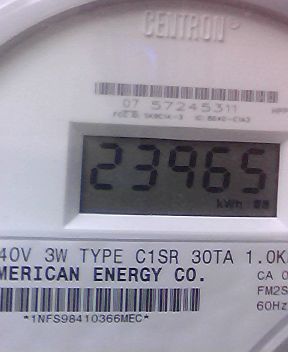 CENTRON®
07 57245311
23965
kWh
40V 3W TYPE C1SR 30TA 1.0K
MERICAN ENERGY CO.
CA 0
FM2S
60Hz
*1NFS98410366MEC*